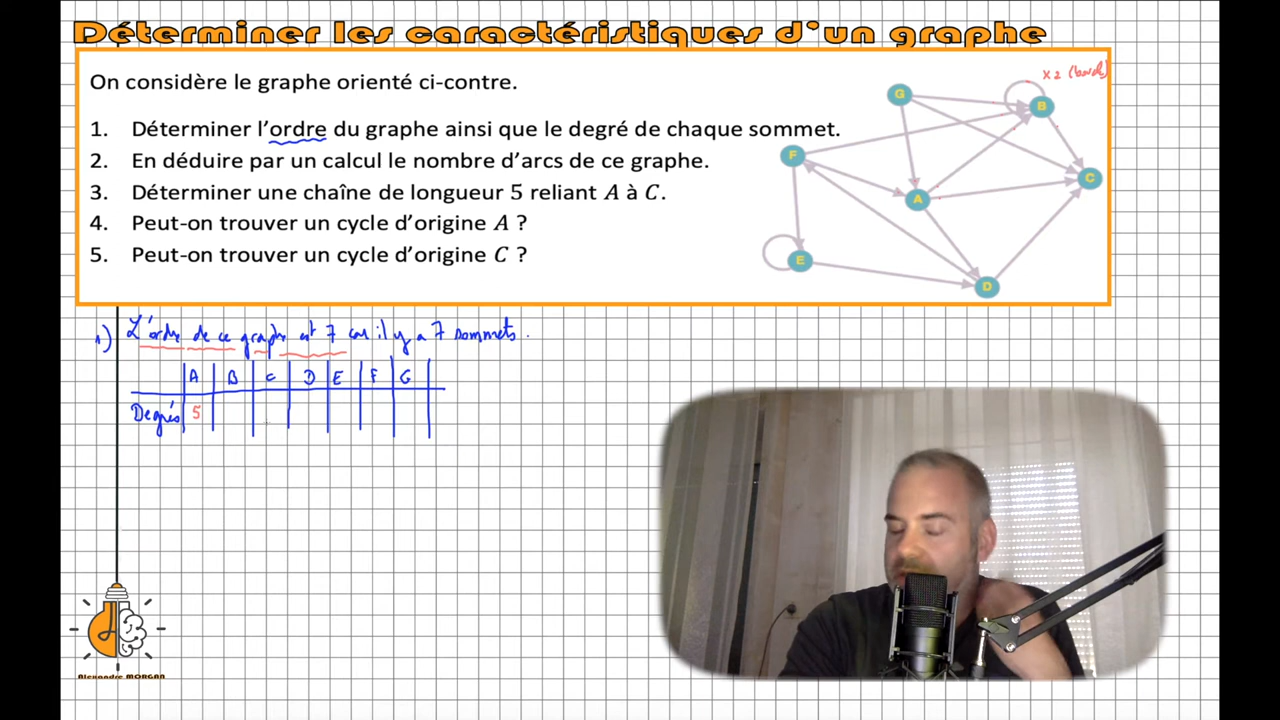 Déterminer les caractéristiques d'un graphe
On considère le graphe orienté ci-contre.
1. Déterminer l'ordre du graphe ainsi que le degré de chaque sommet.
2. En déduire par un calcul le nombre d'arcs de ce graphe.
3. Déterminer une chaîne de longueur 5 reliant A à C.
4. Peut-on trouver un cycle d'origine A ?
5. Peut-on trouver un cycle d'origine C ?
x2 (boucle)
G
B
F
C
A
E
D
1) L'ordre de ce graphe est 7 car il y a 7 sommets.
A B C D E F G
Degrés 5
Alexandre MORGAN